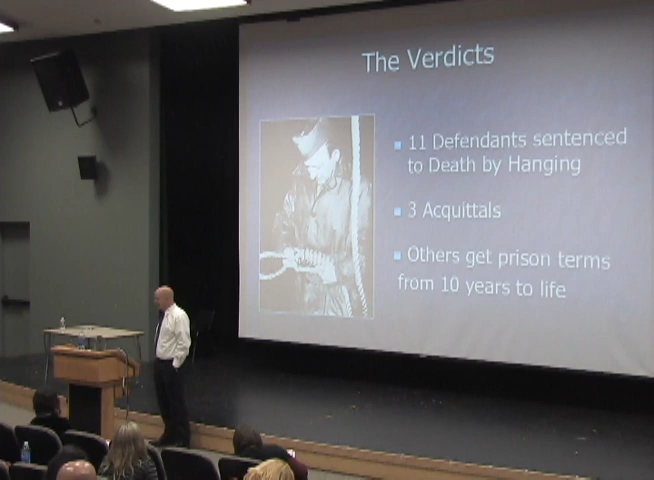 The Verdicts
11 Defendants sentenced
to Death by Hanging
3 Acquittals
Others get prison terms
from 10 years to life